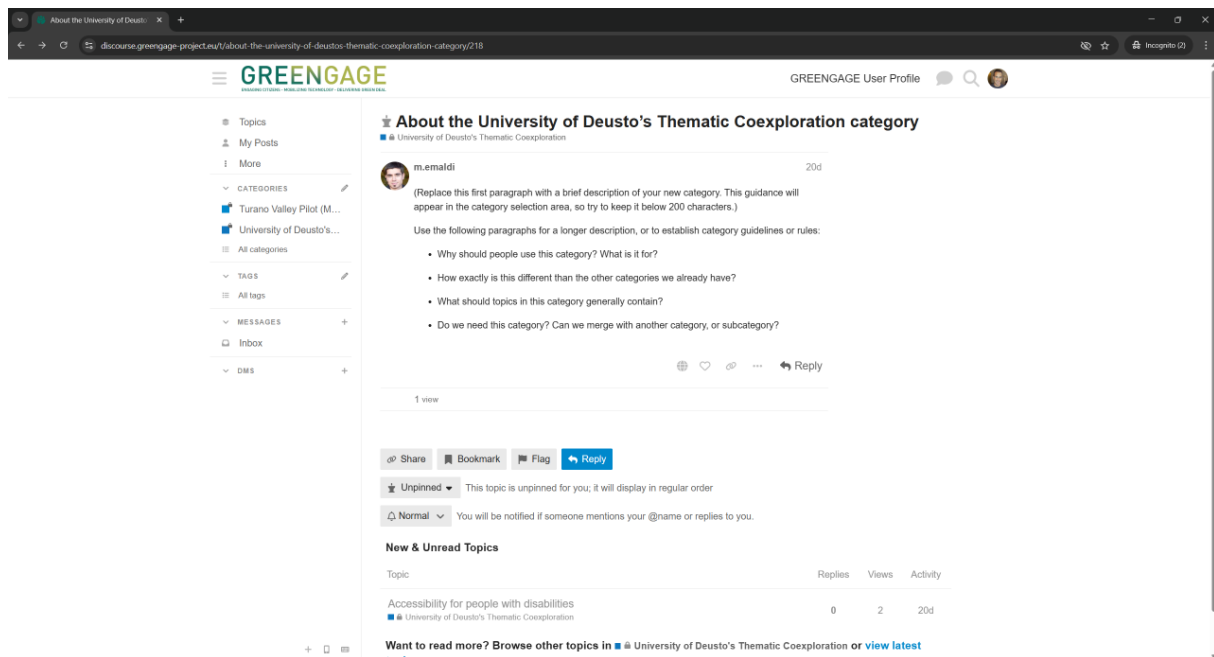 About the University of Deusto
discourse.greengage-project.eu/t/about-the-university-of-deustos-thematic-coexploration-category/218
Incognito (2)
GREENGAGE
ENGAGING CITIZENS - MOBILIZING TECHNOLOGY - DELIVERING GREEN DEAL
GREENGAGE User Profile
Topics
My Posts
More
CATEGORIES
Turano Valley Pilot (M...
University of Deusto's...
All categories
TAGS
All tags
MESSAGES
Inbox
DMS
About the University of Deusto's Thematic Coexploration category
University of Deusto's Thematic Coexploration
m.emaldi
20d
(Replace this first paragraph with a brief description of your new category. This guidance will
appear in the category selection area, so try to keep it below 200 characters.)
Use the following paragraphs for a longer description, or to establish category guidelines or rules:
• Why should people use this category? What is it for?
• How exactly is this different than the other categories we already have?
• What should topics in this category generally contain?
• Do we need this category? Can we merge with another category, or subcategory?
Reply
1 view
Share Bookmark Flag Reply
Unpinned This topic is unpinned for you; it will display in regular order
Normal You will be notified if someone mentions your @name or replies to you.
New & Unread Topics
Topic Replies Views Activity
Accessibility for people with disabilities 0 2 20d
University of Deusto's Thematic Coexploration
Want to read more? Browse other topics in University of Deusto's Thematic Coexploration or view latest